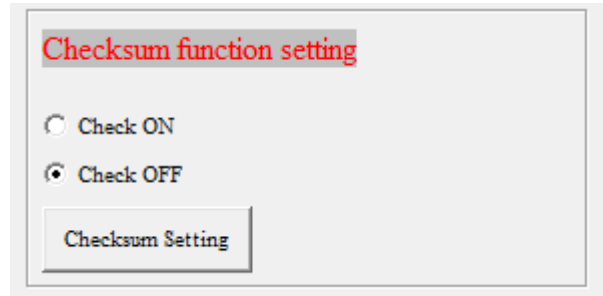 Checksum function setting
Check ON
Check OFF
Checksum Setting